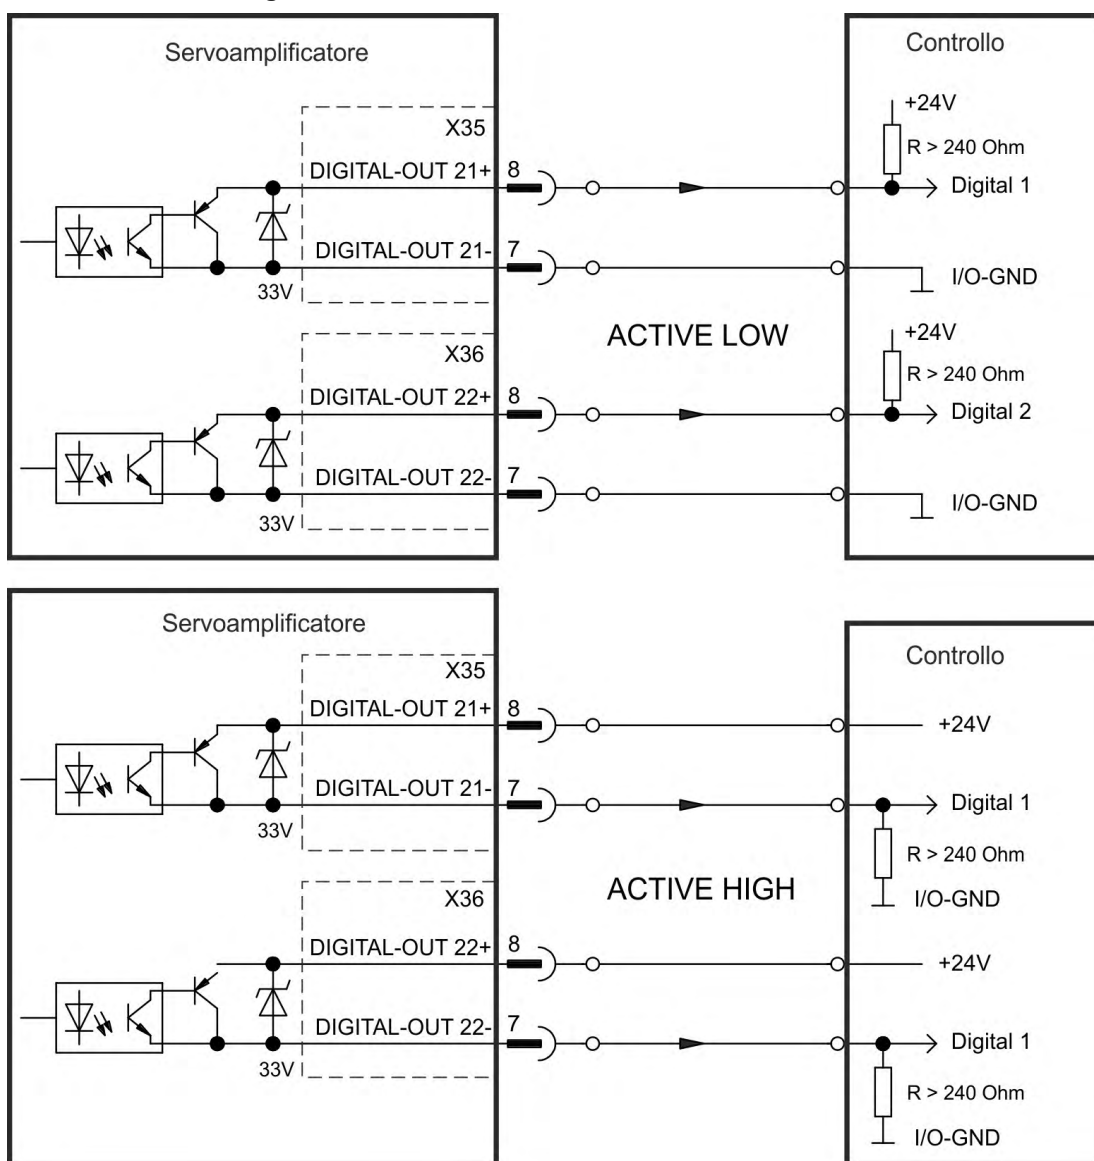 Servoamplificatore
Controllo
X35
+24V
R > 240 Ohm
DIGITAL-OUT 21+
8
Digital 1
DIGITAL-OUT 21-
7
I/O-GND
33V
ACTIVE LOW
X36
+24V
R > 240 Ohm
DIGITAL-OUT 22+
8
Digital 2
DIGITAL-OUT 22-
7
I/O-GND
33V
Servoamplificatore
Controllo
X35
DIGITAL-OUT 21+
8
+24V
DIGITAL-OUT 21-
7
Digital 1
33V
R > 240 Ohm
ACTIVE HIGH
X36
I/O-GND
DIGITAL-OUT 22+
8
+24V
DIGITAL-OUT 22-
7
Digital 1
33V
R > 240 Ohm
I/O-GND